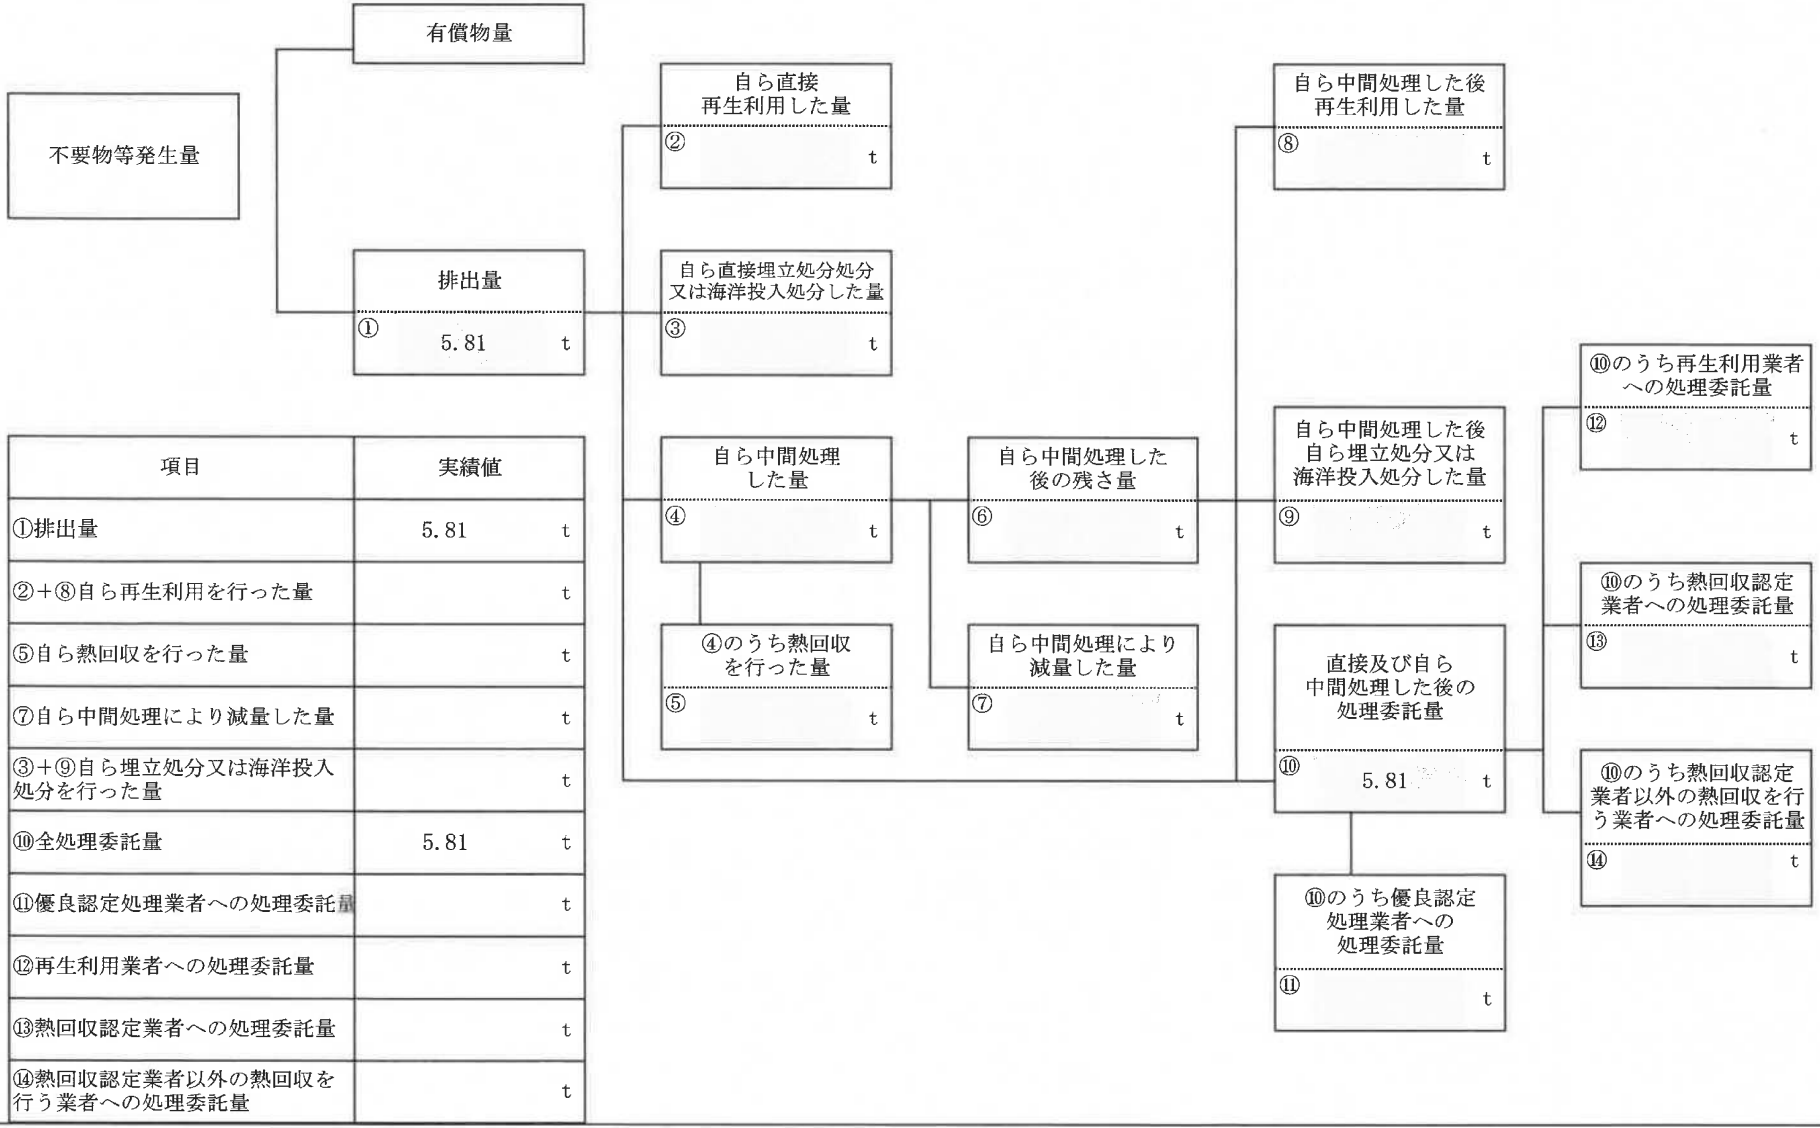 有償物量
不要物等発生量
排出量
①
5.81 t
自ら直接
再生利用した量
②
t
自ら直接埋立処分処分
又は海洋投入処分した量
③
t
自ら中間処理
した量
④
t
④のうち熱回収
を行った量
⑤
t
自ら中間処理した
後の残さ量
⑥
t
自ら中間処理により
減量した量
⑦
t
自ら中間処理した後
再生利用した量
⑧
t
自ら中間処理した後
自ら埋立処分又は
海洋投入処分した量
⑨
t
直接及び自ら
中間処理した後の
処理委託量
⑩
5.81 t
⑩のうち優良認定
処理業者への
処理委託量
⑪
t
⑩のうち再生利用業者
への処理委託量
⑫
t
⑩のうち熱回収認定
業者への処理委託量
⑬
t
⑩のうち熱回収認定
業者以外の熱回収を行
う業者への処理委託量
⑭
t
項目 実績値
①排出量 5.81 t
②+⑧自ら再生利用を行った量 t
⑤自ら熱回収を行った量 t
⑦自ら中間処理により減量した量 t
③+⑨自ら埋立処分又は海洋投入
処分を行った量 t
⑩全処理委託量 5.81 t
⑪優良認定処理業者への処理委託量 t
⑫再生利用業者への処理委託量 t
⑬熱回収認定業者への処理委託量 t
⑭熱回収認定業者以外の熱回収を
行う業者への処理委託量 t